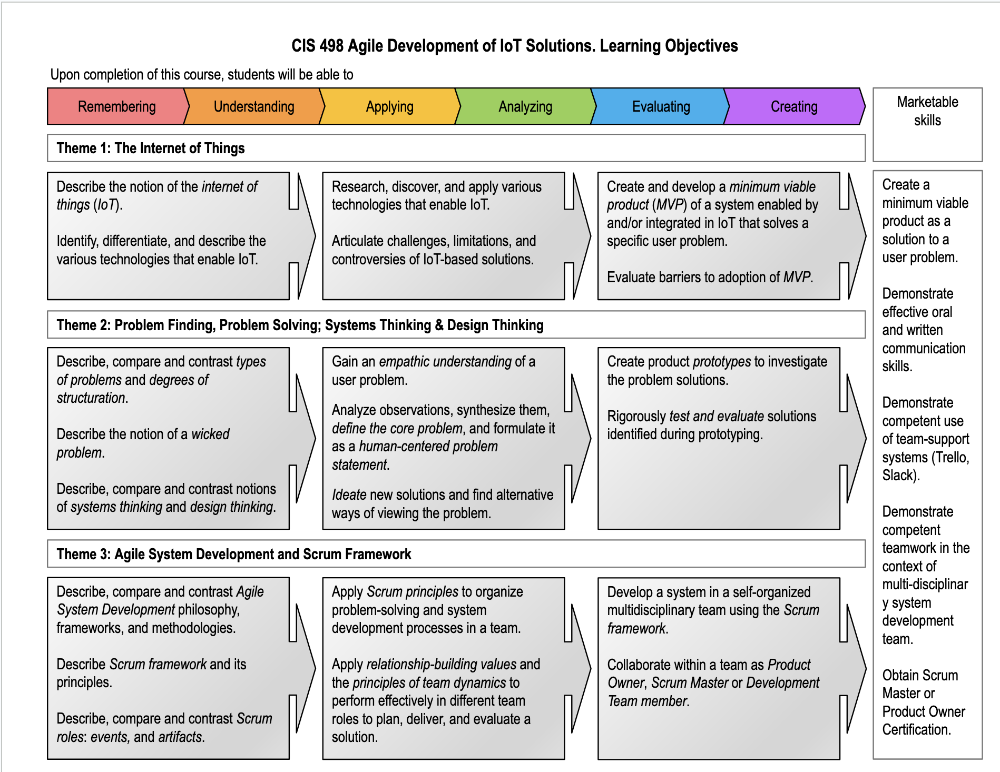 CIS 498 Agile Development of IoT Solutions. Learning Objectives
Upon completion of this course, students will be able to
Remembering
Understanding
Applying
Analyzing
Evaluating
Creating
Marketable
skills
Theme 1: The Internet of Things
Describe the notion of the internet of
things (IoT).
Identify, differentiate, and describe the
various technologies that enable IoT.
Research, discover, and apply various
technologies that enable IoT.
Articulate challenges, limitations, and
controversies of IoT-based solutions.
Create and develop a minimum viable
product (MVP) of a system enabled by
and/or integrated in IoT that solves a
specific user problem.
Evaluate barriers to adoption of MVP.
Theme 2: Problem Finding, Problem Solving; Systems Thinking & Design Thinking
Describe, compare and contrast types
of problems and degrees of
structuration.
Describe the notion of a wicked
problem.
Describe, compare and contrast notions
of systems thinking and design thinking.
Gain an empathic understanding of a
user problem.
Analyze observations, synthesize them,
define the core problem, and formulate it
as a human-centered problem
statement.
Ideate new solutions and find alternative
ways of viewing the problem.
Create product prototypes to investigate
the problem solutions.
Rigorously test and evaluate solutions
identified during prototyping.
Theme 3: Agile System Development and Scrum Framework
Describe, compare and contrast Agile
System Development philosophy,
frameworks, and methodologies.
Describe Scrum framework and its
principles.
Describe, compare and contrast Scrum
roles: events, and artifacts.
Apply Scrum principles to organize
problem-solving and system
development processes in a team.
Apply relationship-building values and
the principles of team dynamics to
perform effectively in different team
roles to plan, deliver, and evaluate a
solution.
Develop a system in a self-organized
multidisciplinary team using the Scrum
framework.
Collaborate within a team as Product
Owner, Scrum Master or Development
Team member.
Create a
minimum viable
product as a
solution to a
user problem.
Demonstrate
effective oral
and written
communication
skills.
Demonstrate
competent use
of team-support
systems (Trello,
Slack).
Demonstrate
competent
teamwork in the
context of
multi-disciplinar
y system
development
team.
Obtain Scrum
Master or
Product Owner
Certification.